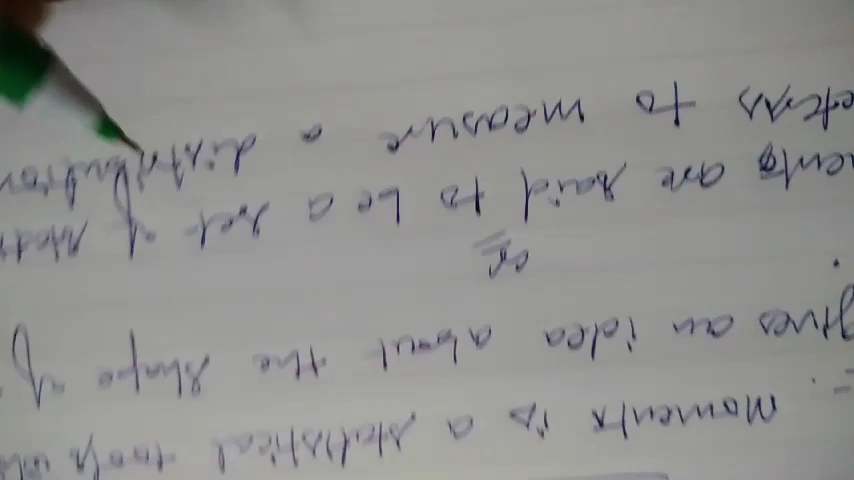 Moments is a statistical tools
gives an idea about the shape of
or
are said to be a set of
to measure a distribution